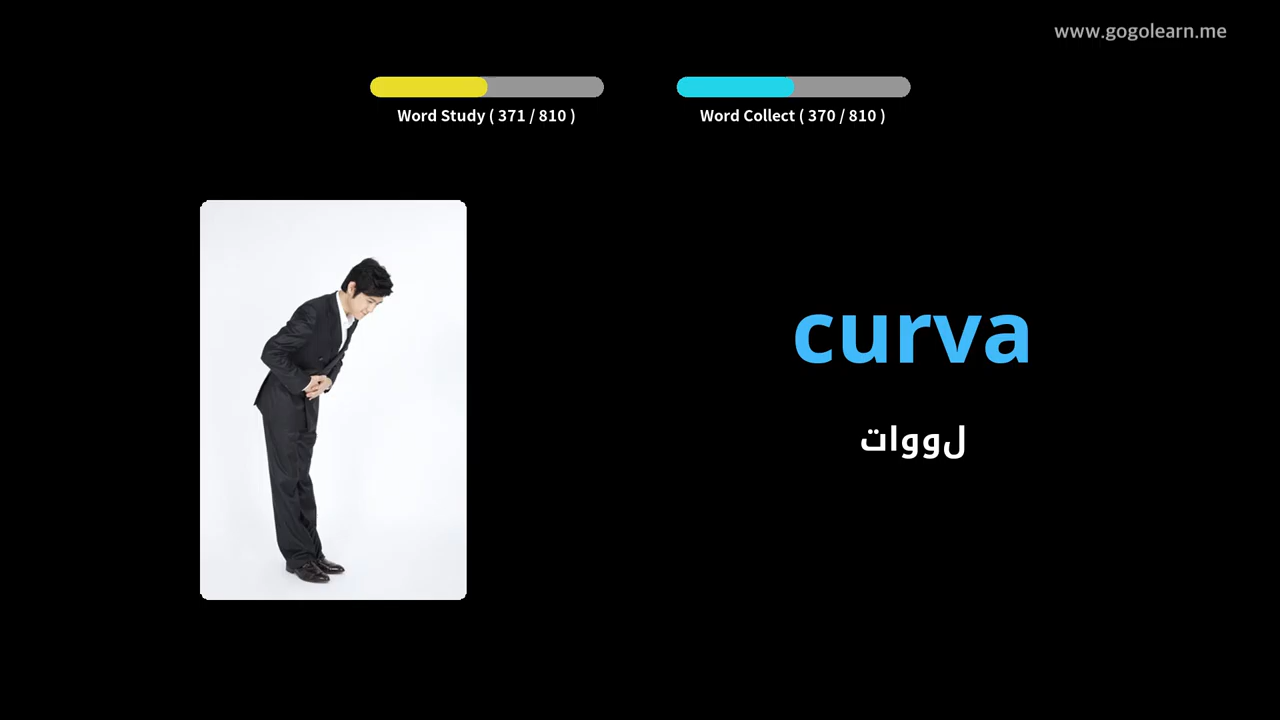 www.gogolearn.me
Word Study ( 371 / 810 )
Word Collect ( 370 / 810 )
curva
لووات